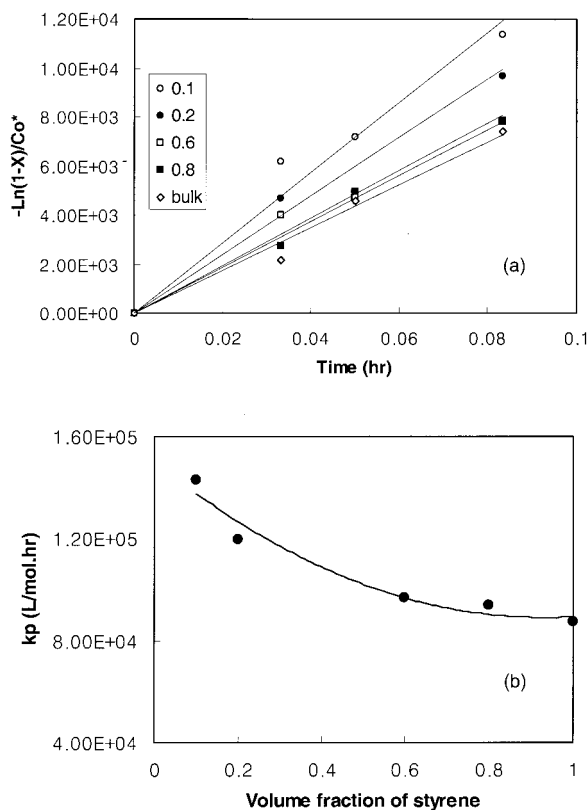 1.20E+04
1.00E+04
8.00E+03
6.00E+03
4.00E+03
2.00E+03
0.00E+00
-Ln(1-X)/Co*
0.1
0.2
0.6
0.8
bulk
(a)
0 0.02 0.04 0.06 0.08 0.1
Time (hr)
1.60E+05
1.20E+05
8.00E+04
4.00E+04
kp (L/mol.hr)
(b)
0 0.2 0.4 0.6 0.8 1
Volume fraction of styrene